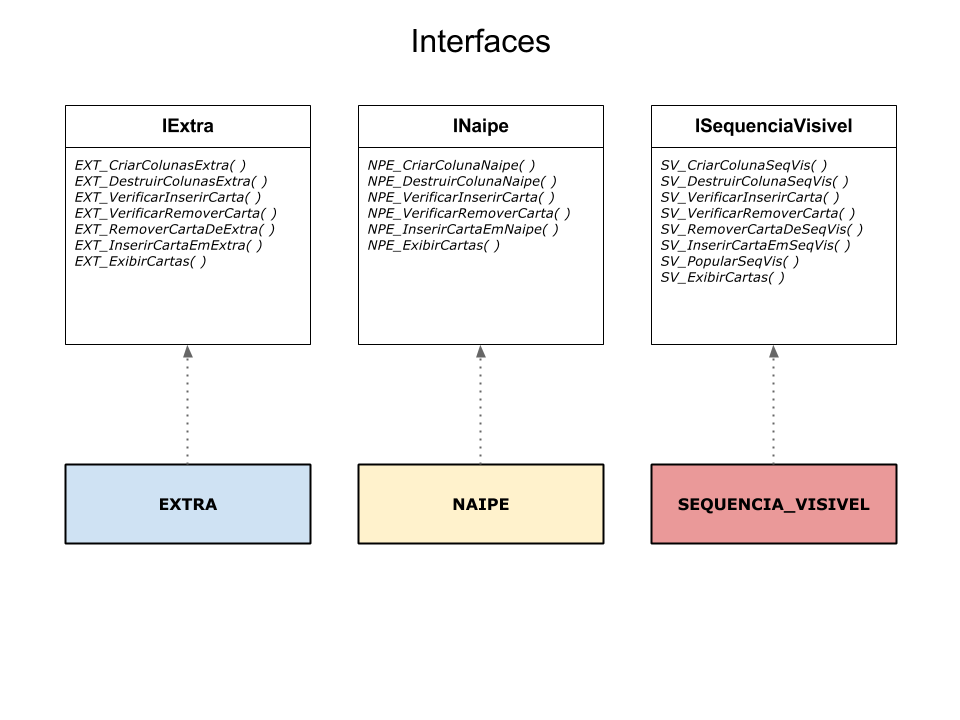 Interfaces
IExtra
EXT_CriarColunasExtra( )
EXT_DestruirColunasExtra( )
EXT_VerificarInserirCarta( )
EXT_VerificarRemoverCarta( )
EXT_RemoverCartaDeExtra( )
EXT_InserirCartaEmExtra( )
EXT_ExibirCartas( )
INaipe
NPE_CriarColunaNaipe( )
NPE_DestruirColunaNaipe( )
NPE_VerificarInserirCarta( )
NPE_VerificarRemoverCarta( )
NPE_InserirCartaEmNaipe( )
NPE_ExibirCartas( )
ISequenciaVisivel
SV_CriarColunaSeqVis( )
SV_DestruirColunaSeqVis( )
SV_VerificarInserirCarta( )
SV_VerificarRemoverCarta( )
SV_RemoverCartaDeSeqVis( )
SV_InserirCartaEmSeqVis( )
SV_PopularSeqVis( )
SV_ExibirCartas( )
EXTRA
NAIPE
SEQUENCIA_VISIVEL